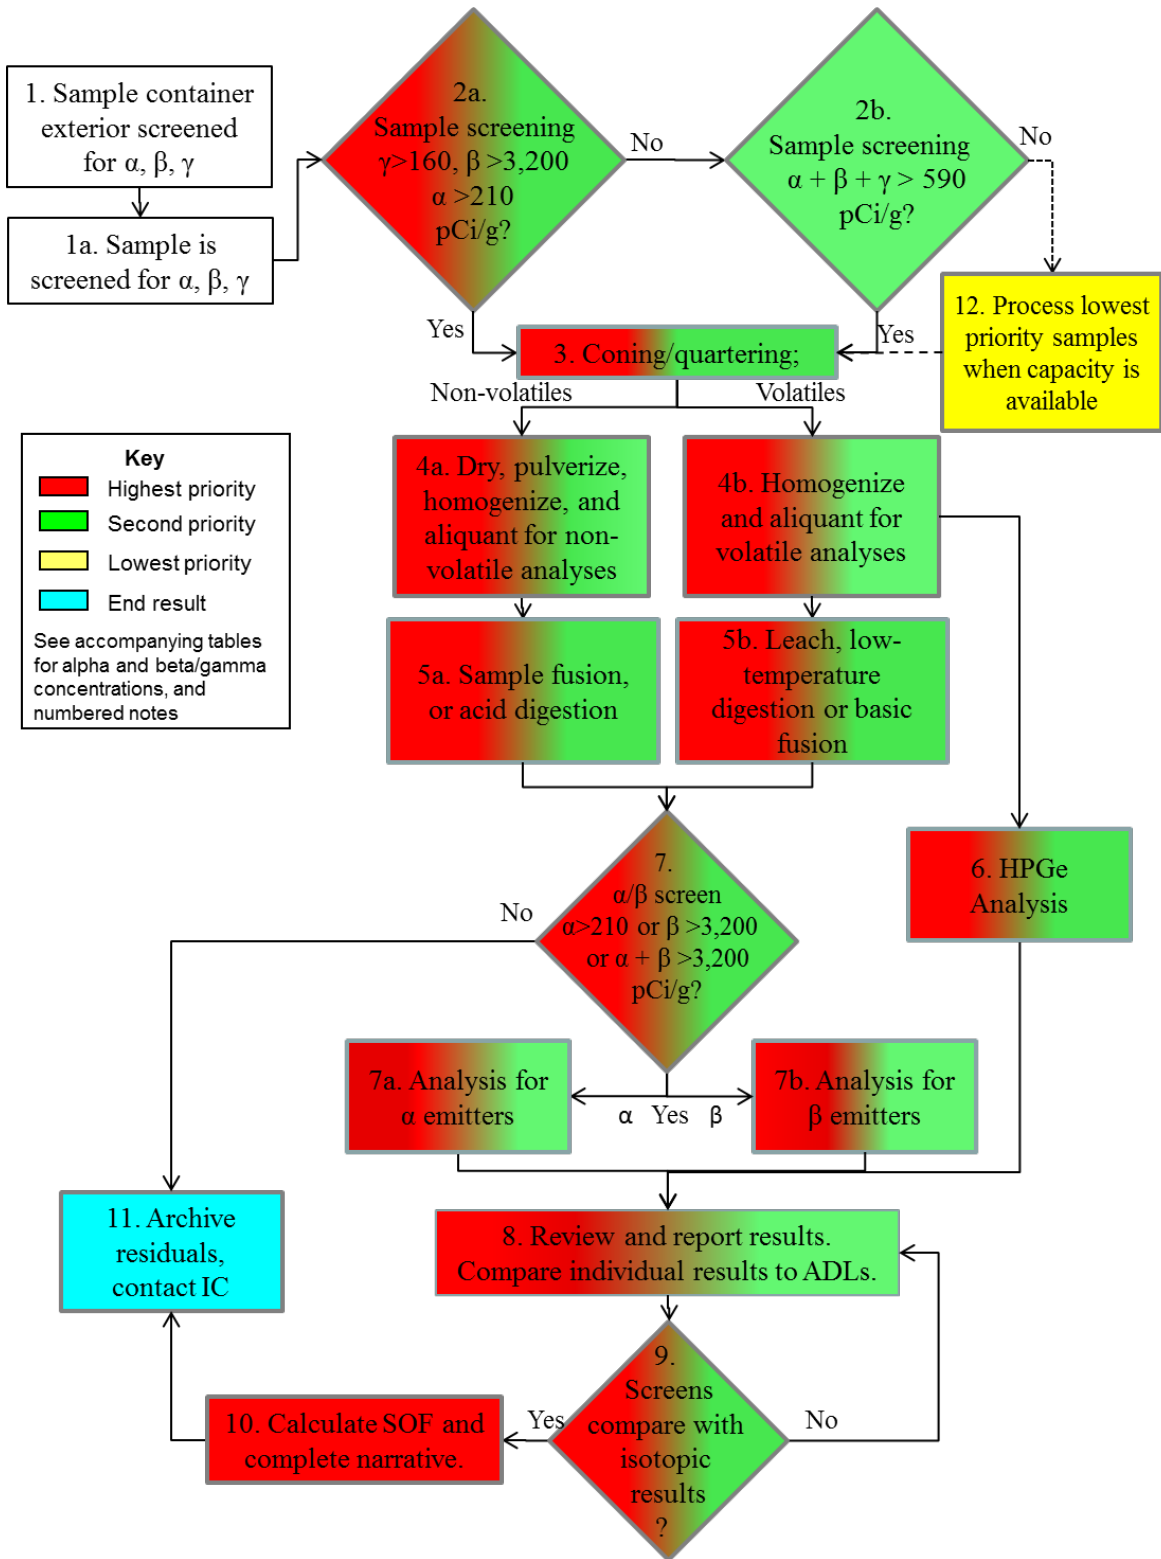 1. Sample container
exterior screened
for α, β, γ
1a. Sample is
screened for α, β, γ
2a.
Sample screening
γ>160, β >3,200
α >210
pCi/g?
No
2b.
Sample screening
α + β + γ > 590
pCi/g?
No
Yes
Yes
12. Process lowest
priority samples
when capacity is
available
3. Coning/quartering;
Non-volatiles
Volatiles
Key
Highest priority
Second priority
Lowest priority
End result
See accompanying tables
for alpha and beta/gamma
concentrations, and
numbered notes
4a. Dry, pulverize,
homogenize, and
aliquant for non-
volatile analyses
4b. Homogenize
and aliquant for
volatile analyses
5a. Sample fusion,
or acid digestion
5b. Leach, low-
temperature
digestion or basic
fusion
6. HPGe
Analysis
7.
α/β screen
α>210 or β >3,200
or α + β >3,200
pCi/g?
No
7a. Analysis for
α emitters
α Yes β
7b. Analysis for
β emitters
11. Archive
residuals,
contact IC
8. Review and report results.
Compare individual results to ADLs.
9.
Screens
compare with
isotopic
results
?
Yes
No
10. Calculate SOF and
complete narrative.